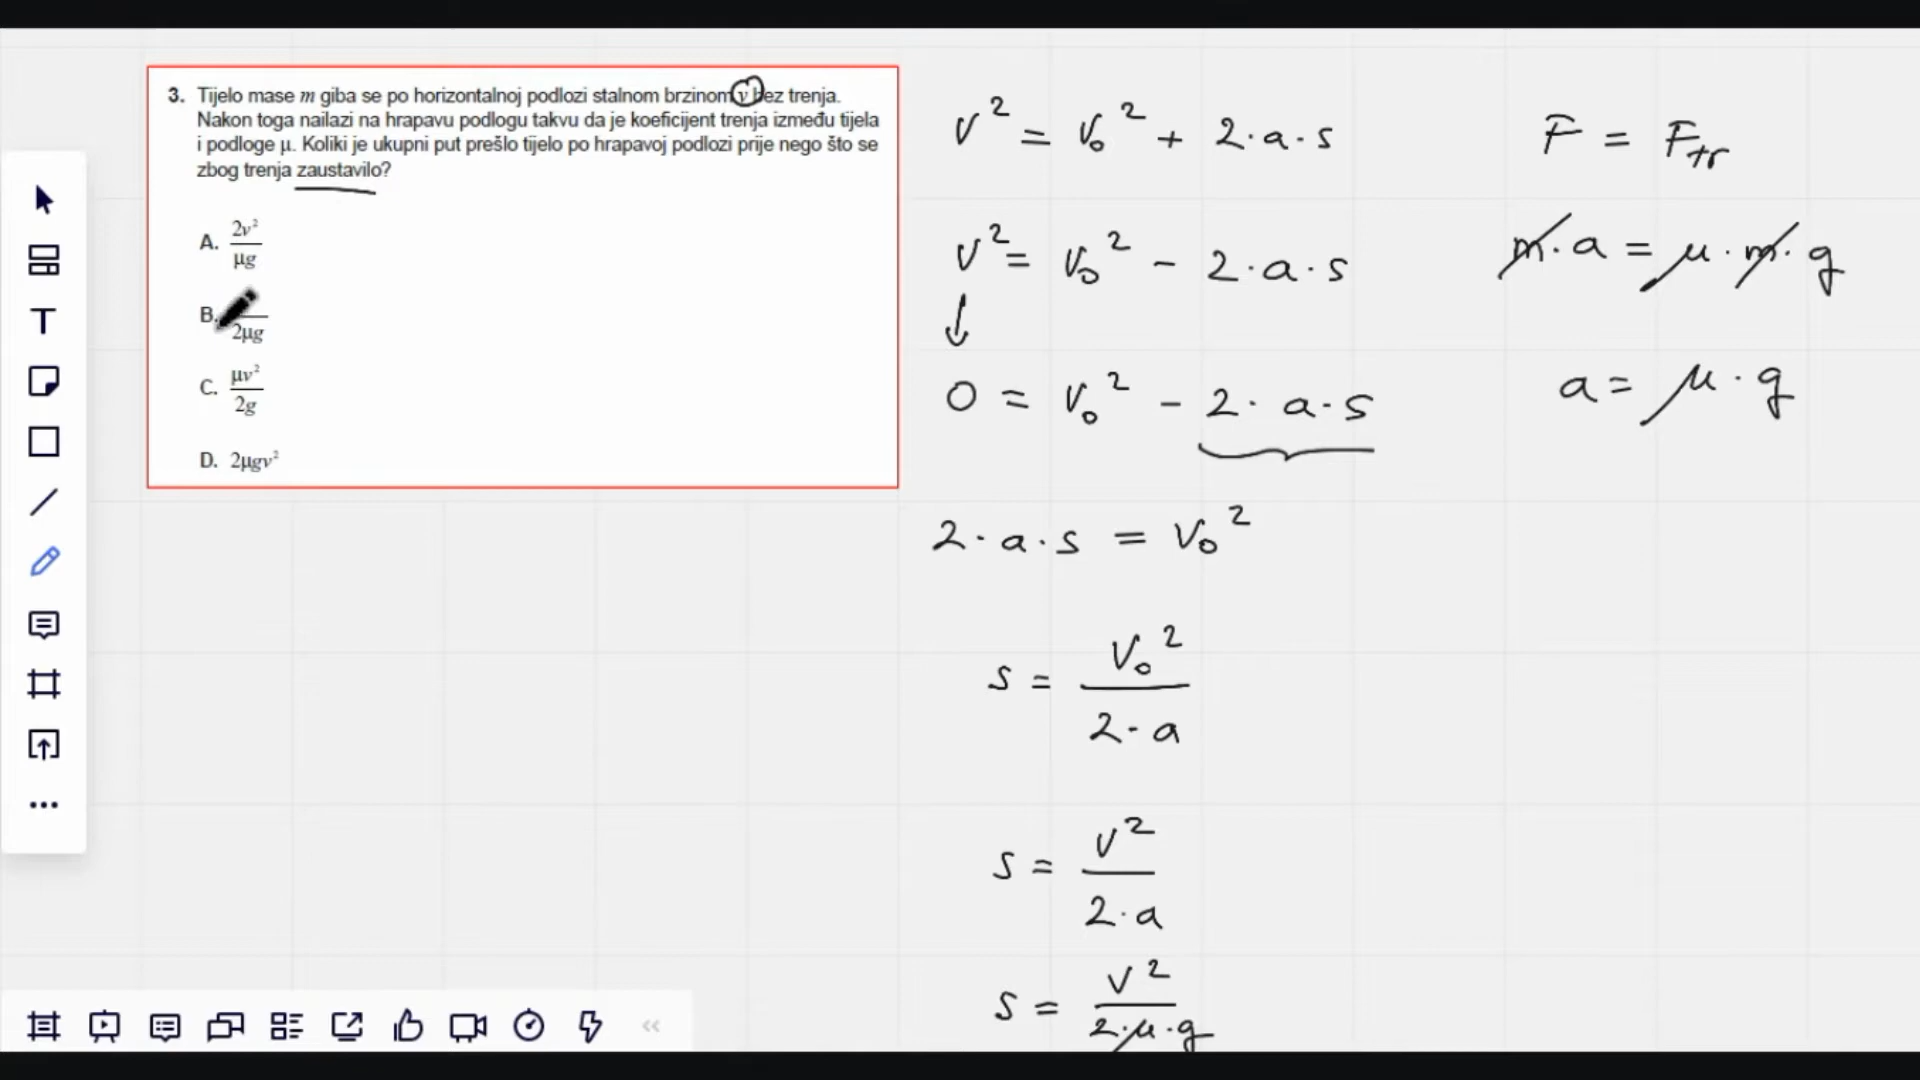 3. Tijelo mase m giba se po horizontalnoj podlozi stalnom brzinom v bez trenja.
Nakon toga nailazi na hrapavu podlogu takvu da je koeficijent trenja između tijela
i podloge μ. Koliki je ukupni put prešlo tijelo po hrapavoj podlozi prije nego što se
zbog trenja zaustavilo?
A. 2v²/μg
B. /2μg
C. μv²/2g
D. 2μgv²
v² = v₀² + 2·a·s
v² = v₀² - 2·a·s
↓
0 = v₀² - 2·a·s
2·a·s = v₀²
s = v₀²/2·a
s = v²/2·a
s = v²/2·μ·g
F = Ftr
m·a = μ·m·g
a = μ·g
T